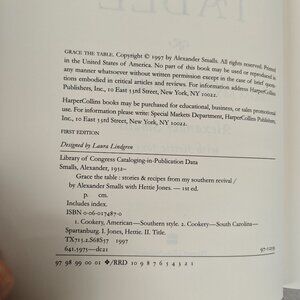 GRACE THE TABLE. Copyright © 1997 by Alexander Smalls. All rights reserved. Printed
in the United States of America. No part of this book may be used or reproduced in
any manner whatsoever without written permission except in the case of brief quota-
tions embodied in critical articles and reviews. For information address HarperCollins
Publishers, Inc., 10 East 53rd Street, New York, NY 10022.
HarperCollins books may be purchased for educational, business, or sales promotional
use. For information please write: Special Markets Department, HarperCollins Publish-
ers, Inc., 10 East 53rd Street, New York, NY 10022.
FIRST EDITION
Designed by Laura Lindgren
Library of Congress Cataloging-in-Publication Data
Smalls, Alexander, 1952–
Grace the table : stories & recipes from my southern revival /
by Alexander Smalls with Hettie Jones. — 1st ed.
p. cm.
Includes index.
ISBN 0-06-017487-0
1. Cookery, American—Southern style. 2. Cookery—South Carolina—
Spartanburg. I. Jones, Hettie. II. Title.
TX715.2.S68S57 1997
641.5975—dc21
97 98 99 00 01 ❖/RRD 10 9 8 7 6 5 4 3 2 1